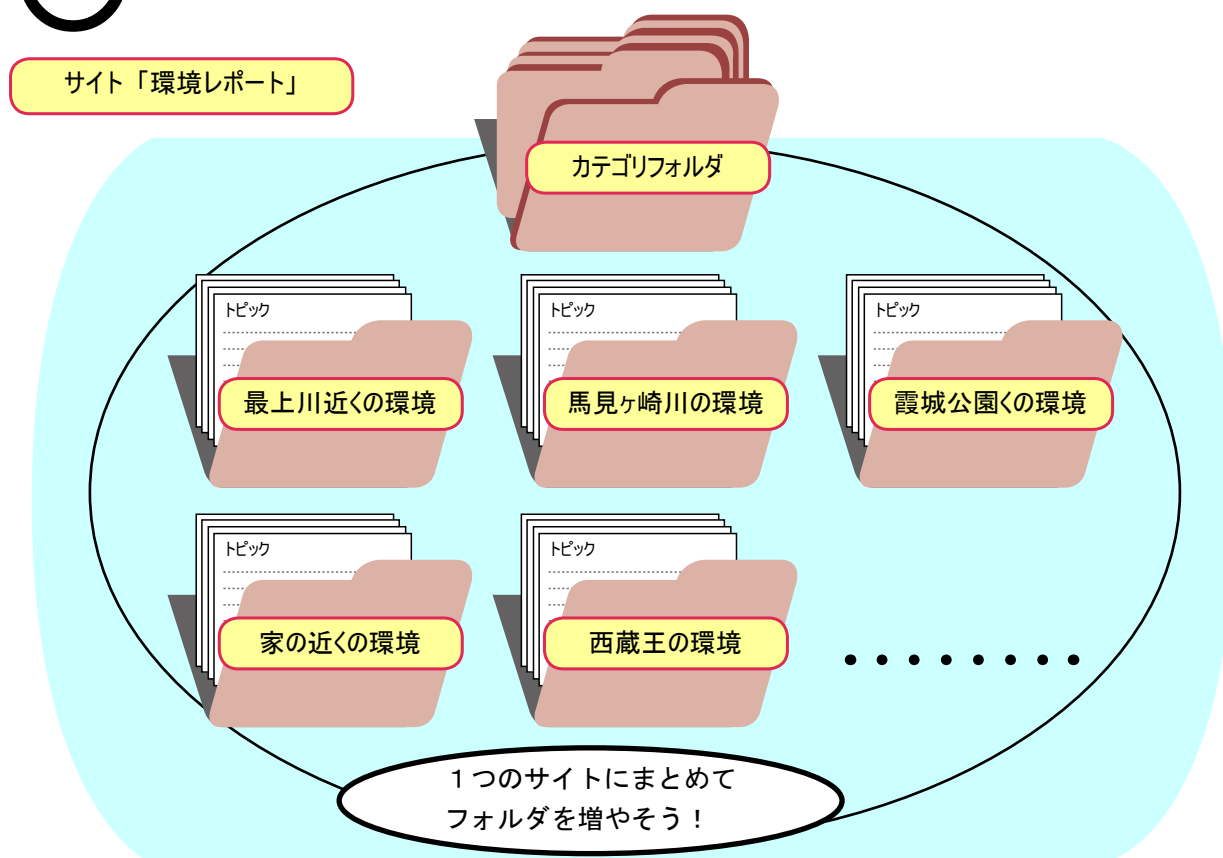 サイト「環境レポート」
カテゴリフォルダ
トピック
トピック
トピック
最上川近くの環境
馬見ヶ崎川の環境
霞城公園くの環境
トピック
トピック
家の近くの環境
西蔵王の環境
・・・・・・・・
１つのサイトにまとめて
フォルダを増やそう！